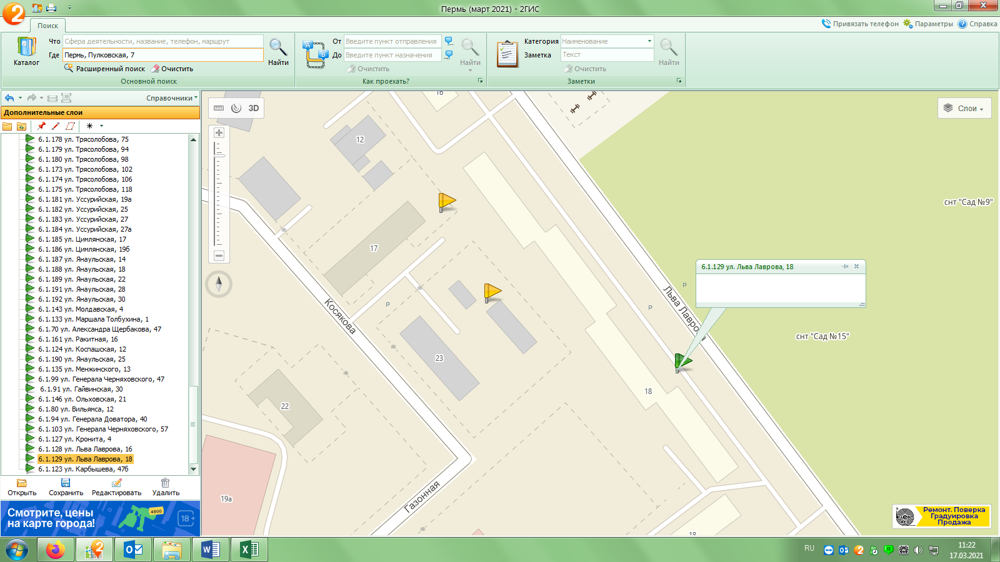 Пермь (март 2021) - 2ГИС
Поиск
Привязать телефон
Параметры
Справка
Каталог
Что
Сфера деятельности, название, телефон, маршрут
Где
Пермь, Пулковская, 7
Расширенный поиск
Очистить
Найти
Основной поиск
От
Введите пункт отправления
До
Введите пункт назначения
Очистить
Найти
Как проехать?
Категория
Наименование
Заметка
Текст
Очистить
Найти
Заметки
Справочники
Дополнительные слои
6.1.178 ул. Трясолобова, 75
6.1.179 ул. Трясолобова, 94
6.1.180 ул. Трясолобова, 98
6.1.173 ул. Трясолобова, 102
6.1.174 ул. Трясолобова, 106
6.1.175 ул. Трясолобова, 118
6.1.181 ул. Уссурийская, 19а
6.1.182 ул. Уссурийская, 25
6.1.183 ул. Уссурийская, 27
6.1.184 ул. Уссурийская, 27а
6.1.185 ул. Цимлянская, 17
6.1.186 ул. Цимлянская, 19б
6.1.187 ул. Янаульская, 14
6.1.188 ул. Янаульская, 18
6.1.189 ул. Янаульская, 22
6.1.191 ул. Янаульская, 28
6.1.192 ул. Янаульская, 30
6.1.143 ул. Молдавская, 4
6.1.133 ул. Маршала Толбухина, 1
6.1.70 ул. Александра Щербакова, 47
6.1.161 ул. Ракитная, 16
6.1.124 ул. Коспашская, 12
6.1.190 ул. Янаульская, 25
6.1.135 ул. Менжинского, 13
6.1.99 ул. Генерала Черняховского, 47
6.1.91 ул. Гайвинская, 30
6.1.146 ул. Ольховская, 21
6.1.80 ул. Вильямса, 12
6.1.94 ул. Генерала Доватора, 40
6.1.103 ул. Генерала Черняховского, 57
6.1.127 ул. Кронита, 4
6.1.128 ул. Льва Лаврова, 16
6.1.129 ул. Льва Лаврова, 18
6.1.123 ул. Карбышева, 47б
Открыть
Сохранить
Редактировать
Удалить
Смотрите, цены
на карте города!
4900
18+
3D
Слои
16
12
17
P
23
22
19а
18
18
P
P
Косякова
Газонная
Льва Лаврова
6.1.129 ул. Льва Лаврова, 18
снт "Сад №9"
снт "Сад №15"
Ремонт. Поверка
Градуировка
Продажа
RU
11:22
17.03.2021